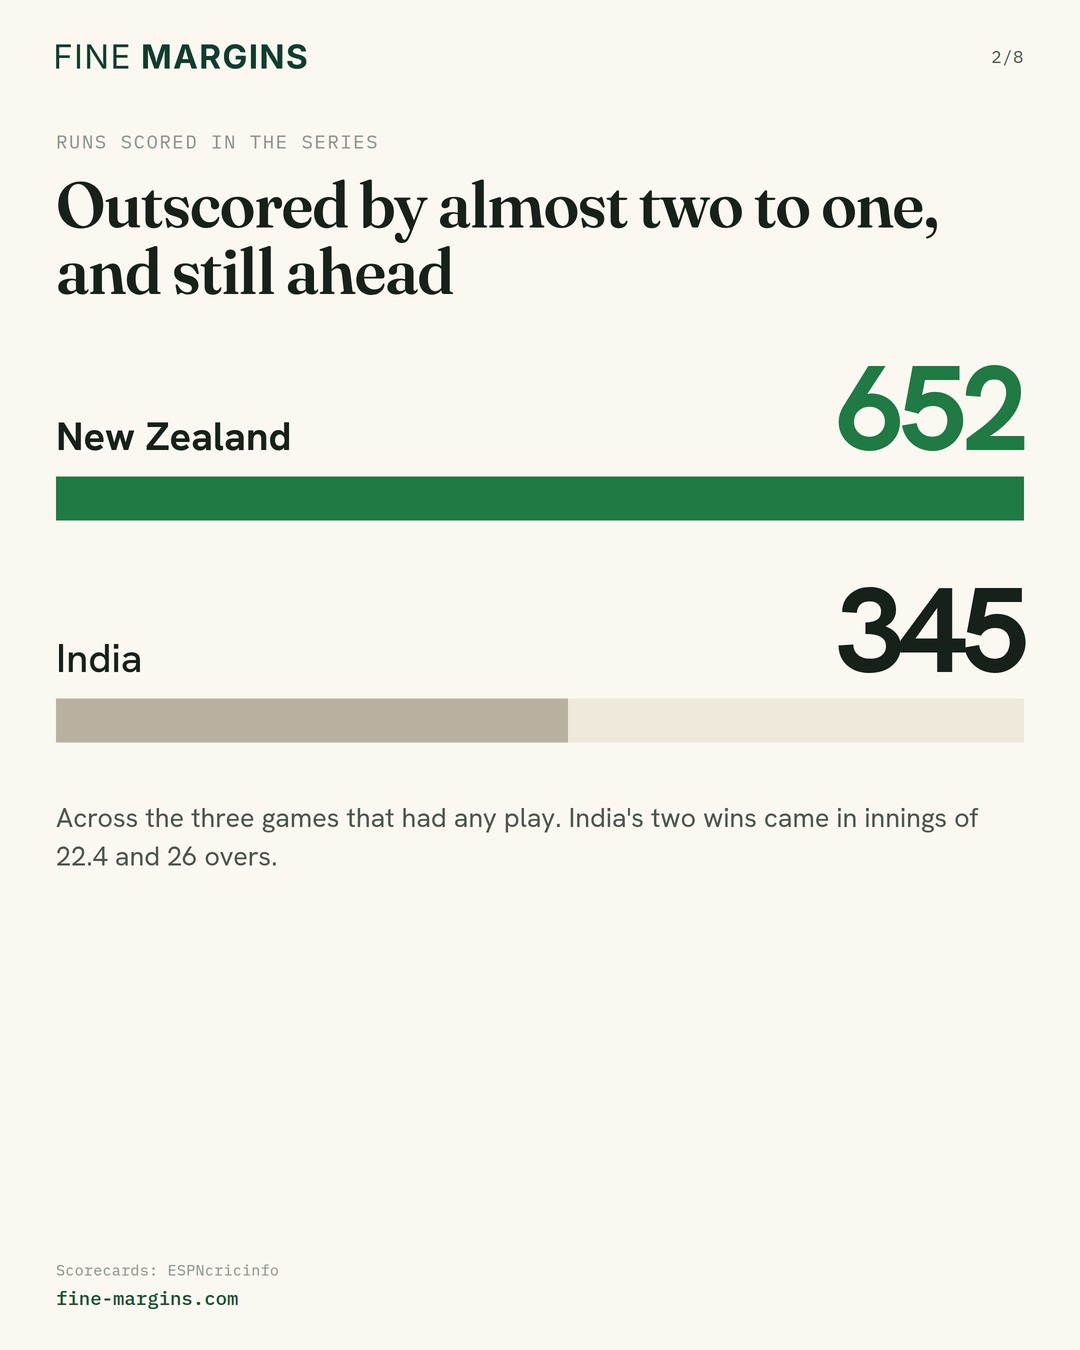 FINE MARGINS
2/8
RUNS SCORED IN THE SERIES
Outscored by almost two to one,
and still ahead
New Zealand
652
India
345
Across the three games that had any play. India's two wins came in innings of
22.4 and 26 overs.
Scorecards: ESPNcricinfo
fine-margins.com